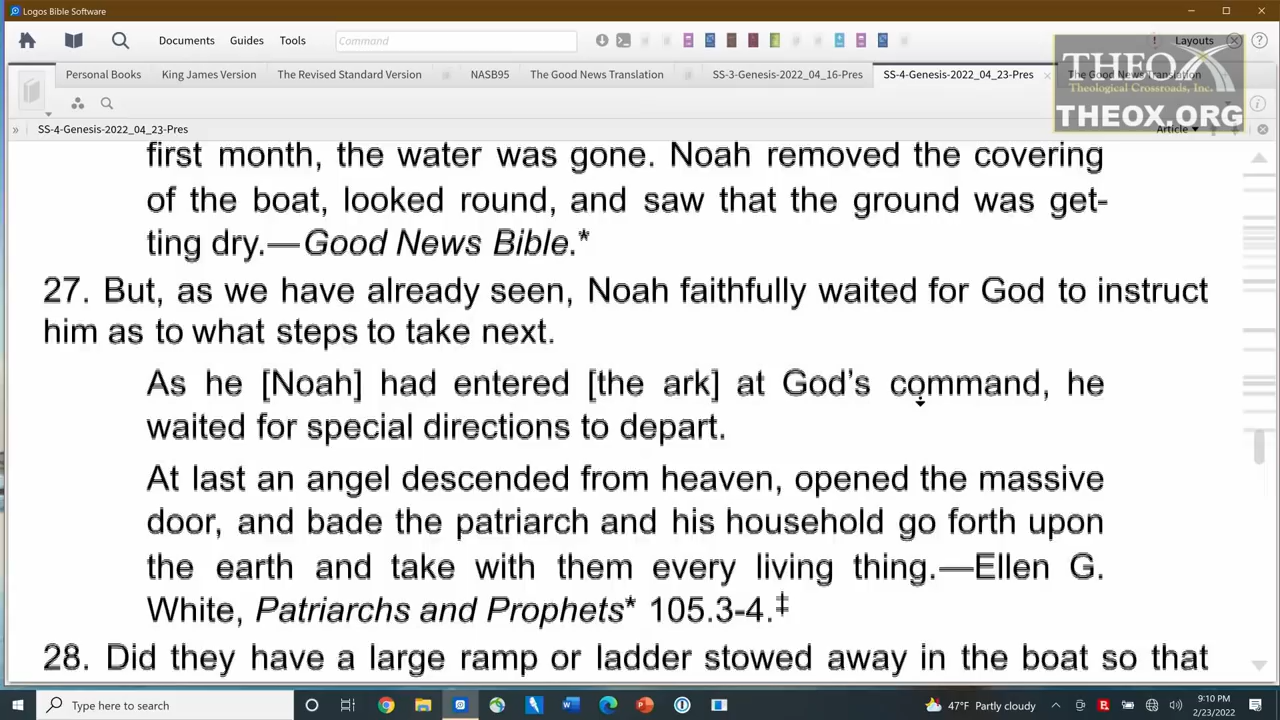 Logos Bible Software
Documents Guides Tools Command Layouts
THEOX
Theological Crossroads, Inc.
THEOX.ORG
Personal Books King James Version The Revised Standard Version NASB95 The Good News Translation SS-3-Genesis-2022_04_16-Pres SS-4-Genesis-2022_04_23-Pres The Good News Translation
SS-4-Genesis-2022_04_23-Pres Article
first month, the water was gone. Noah removed the covering
of the boat, looked round, and saw that the ground was get-
ting dry.—Good News Bible.*
27. But, as we have already seen, Noah faithfully waited for God to instruct
him as to what steps to take next.
As he [Noah] had entered [the ark] at God’s command, he
waited for special directions to depart.
At last an angel descended from heaven, opened the massive
door, and bade the patriarch and his household go forth upon
the earth and take with them every living thing.—Ellen G.
White, Patriarchs and Prophets* 105.3-4.‡
28. Did they have a large ramp or ladder stowed away in the boat so that
Type here to search 47°F Partly cloudy 9:10 PM
2/23/2022